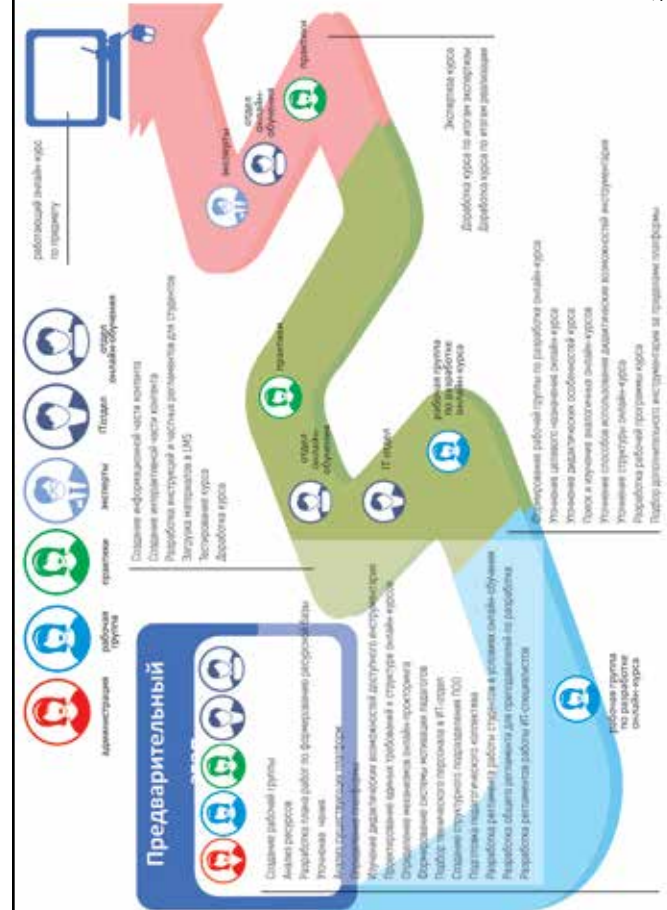 Предварительный
Создание рабочей группы
Анализ ресурсов
Разработка плана работ по формированию ресурсной базы
Уточнение
Анализ существующих платформ
Изучение дидактических возможностей доступного инструментария
Проектирование единых требований к структуре онлайн-курсов
Определение механизмов онлайн-прокторинга
Формирование системы мотивации педагогов
Подбор технического персонала в ИТ-отдел
Создание структурного подразделения ПОО
Подготовка педагогического коллектива
Разработка регламента работы студентов в условиях онлайн-обучения
Разработка общего регламента для преподавателей по разработке
Разработка регламентов работы ИТ-специалистов
администрация
рабочая
группа
практики
эксперты
IT-отдел
отдел
онлайн-обучения
рабочая группа
по разработке
онлайн-курса
Формирование рабочей группы по разработке онлайн-курса
Уточнение целевого назначения онлайн-курса
Уточнение дидактических особенностей курса
Поиск и изучение аналогичных онлайн-курсов
Уточнение способов использования дидактических возможностей инструментария
Уточнение структуры онлайн-курса
Разработка рабочей программы курса
Подбор дополнительного инструментария за пределами платформы
Создание информационной части контента
Создание интерактивной части контента
Разработка инструкций и частных регламентов для студентов
Загрузка материалов в LMS
Тестирование курса
Доработка курса
рабочая группа
по разработке
онлайн-курса
IT отдел
отдел
онлайн-
обучения
практики
эксперты
отдел
онлайн-
обучения
практики
Экспертиза курса
Доработка курса по итогам экспертизы
Доработка курса по итогам реализации
работающий онлайн-курс
по предмету